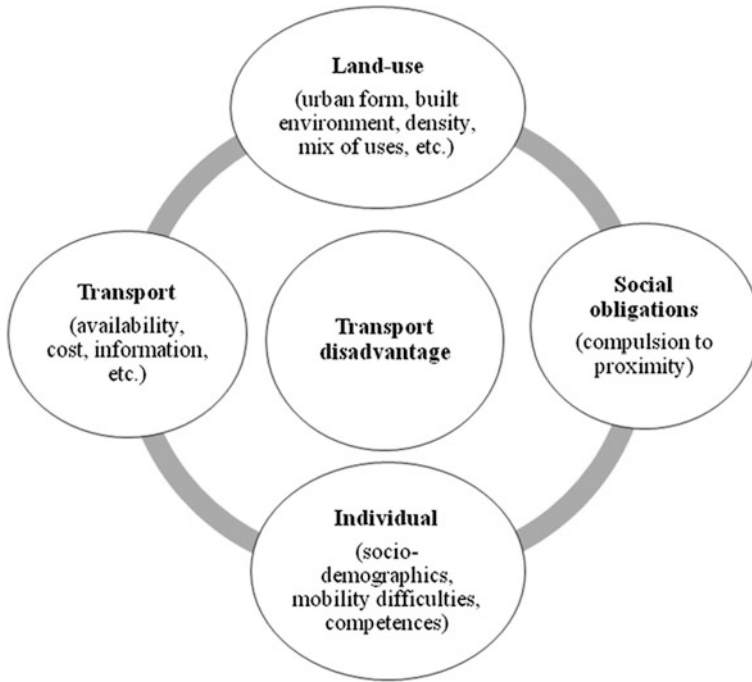 Land-use
(urban form, built
environment, density,
mix of uses, etc.)
Transport
(availability,
cost, information,
etc.)
Transport
disadvantage
Social
obligations
(compulsion to
proximity)
Individual
(socio-
demographics,
mobility difficulties,
competences)